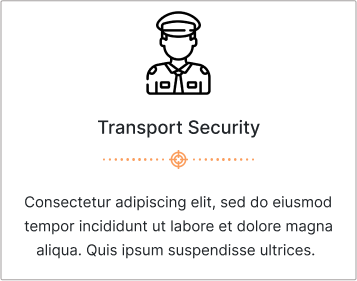 Transport Security
Consectetur adipiscing elit, sed do eiusmod
tempor incididunt ut labore et dolore magna
aliqua. Quis ipsum suspendisse ultrices.